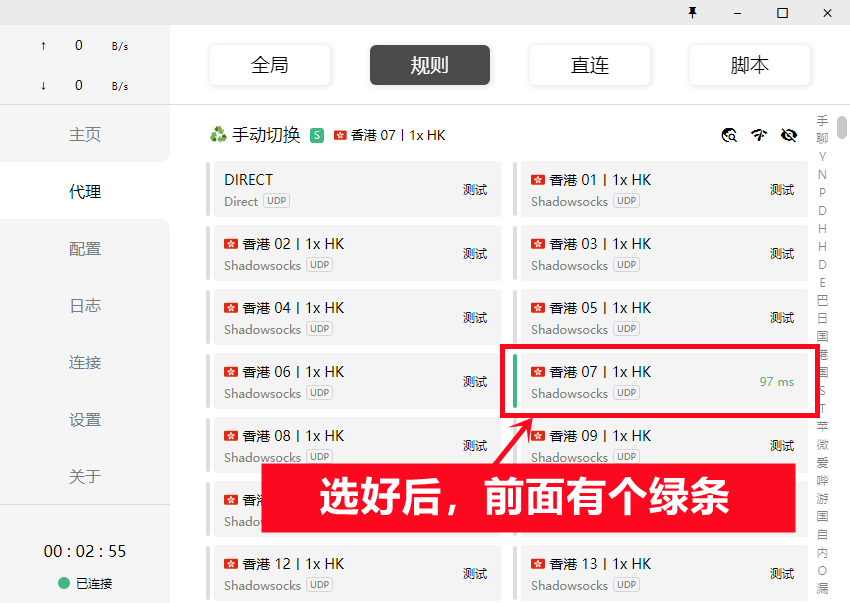 ↑ 0 B/s
↓ 0 B/s
主页
代理
配置
日志
连接
设置
关于
00 : 02 : 55
已连接
全局
规则
直连
脚本
手动切换 S 香港 07 | 1x HK
DIRECT
Direct UDP
测试
香港 01 | 1x HK
Shadowsocks UDP
测试
香港 02 | 1x HK
Shadowsocks UDP
测试
香港 03 | 1x HK
Shadowsocks UDP
测试
香港 04 | 1x HK
Shadowsocks UDP
测试
香港 05 | 1x HK
Shadowsocks UDP
测试
香港 06 | 1x HK
Shadowsocks UDP
测试
香港 07 | 1x HK
Shadowsocks UDP
97 ms
香港 08 | 1x HK
Shadowsocks UDP
测试
香港 09 | 1x HK
Shadowsocks UDP
测试
选好后，前面有个绿条
香港 12 | 1x HK
Shadowsocks UDP
测试
香港 13 | 1x HK
Shadowsocks UDP
测试
手
聊
Y
N
P
D
H
H
D
E
巴
日
国
港
国
S
T
苹
微
爱
哔
游
国
自
内
O
漏